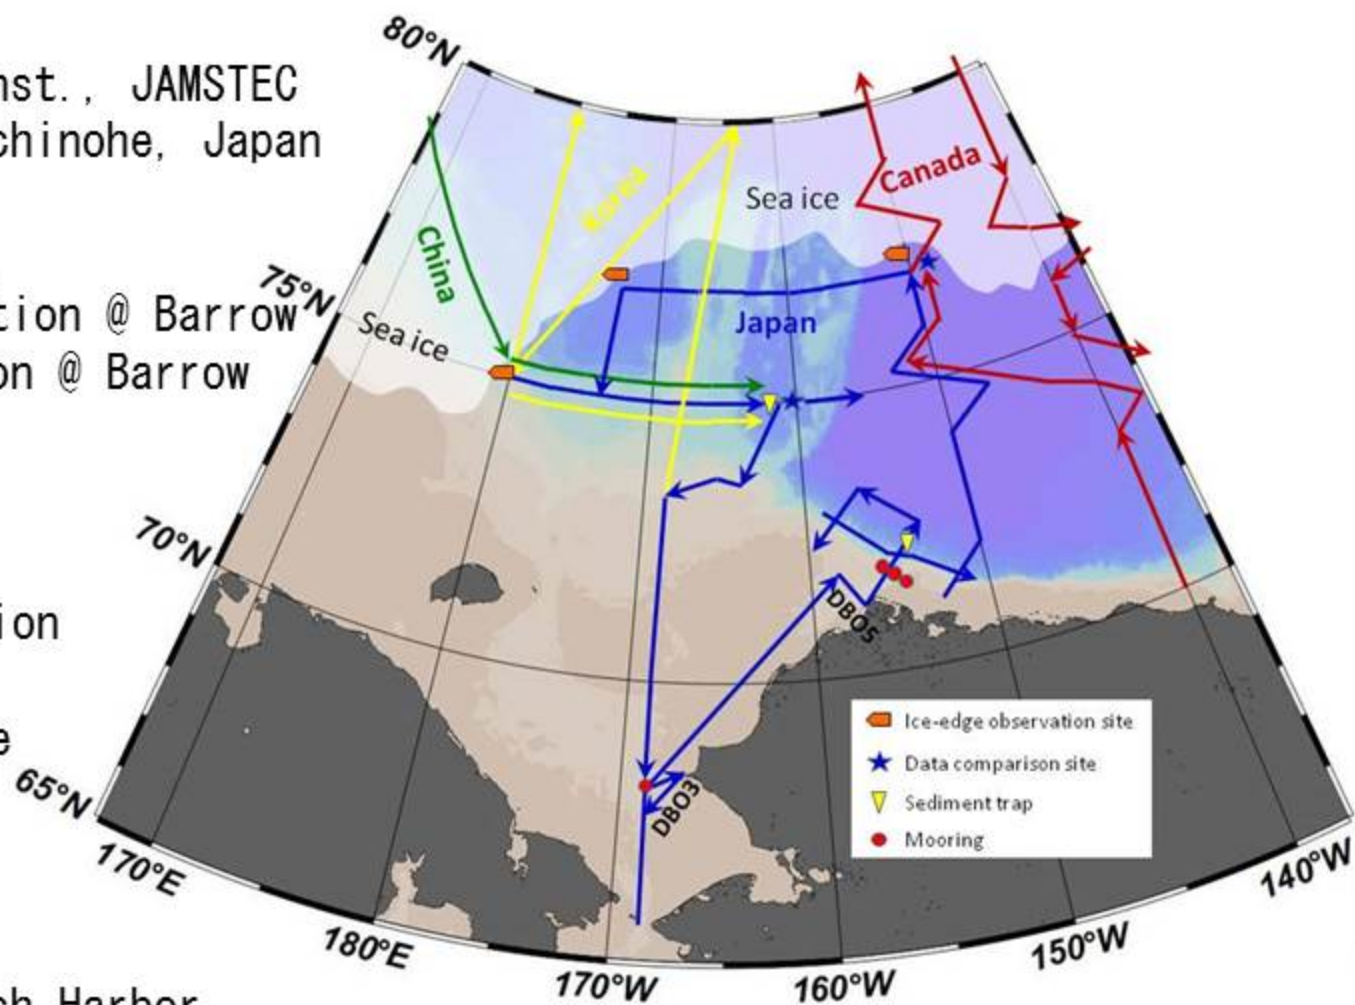 80°N
nst., JAMSTEC
chinohe, Japan
Canada
Korea
Sea ice
China
75°N
tion @ Barrow
Japan
Sea ice
on @ Barrow
70°N
DBO5
ion
Ice-edge observation site
e
Data comparison site
65°N
DBO3
Sediment trap
Mooring
170°E
140°W
180°E
150°W
170°W
160°W
ch Harbor